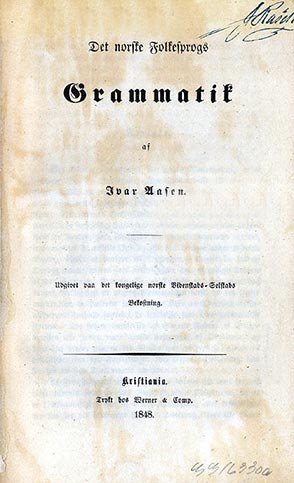 Det norske Folkesprogs
Grammatik
af
Ivar Aasen.
Udgivet paa det kongelige norske Videnskabs-Selskabs
Bekostning.
Kristiania.
Trykt hos Werner & Comp.
1848.